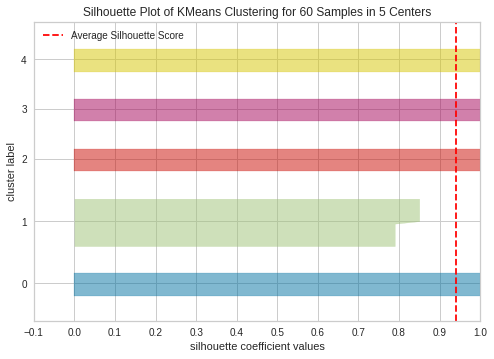 Silhouette Plot of KMeans Clustering for 60 Samples in 5 Centers
Average Silhouette Score
4
3
2
1
0
cluster label
−0.1 0.0 0.1 0.2 0.3 0.4 0.5 0.6 0.7 0.8 0.9 1.0
silhouette coefficient values